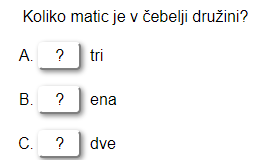 Koliko matic je v čebelji družini?
A. ? tri
B. ? ena
C. ? dve